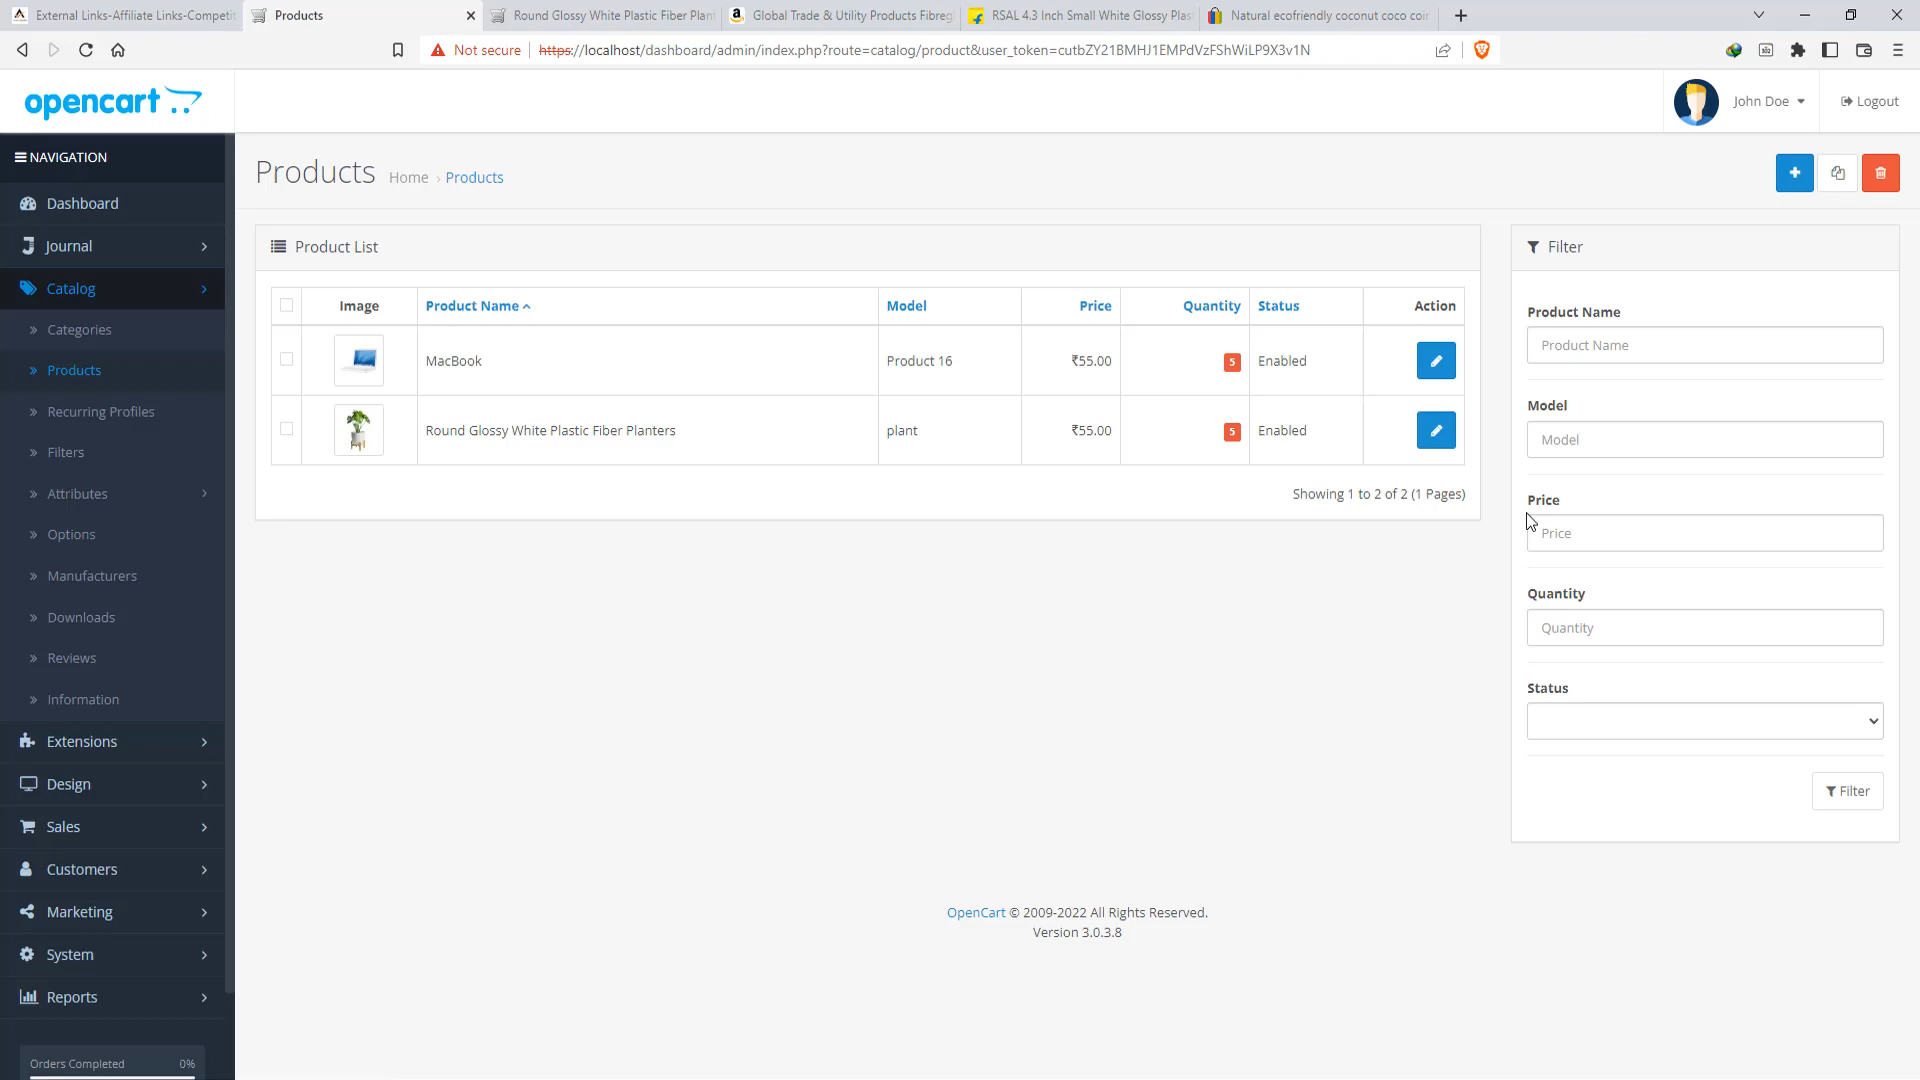 External Links-Affiliate Links-Competit
Products
Round Glossy White Plastic Fiber Plant
Global Trade & Utility Products Fibreg
RSAL 4.3 Inch Small White Glossy Plas
Natural ecofriendly coconut coco coir
Not secure
https://localhost/dashboard/admin/index.php?route=catalog/product&user_token=cutbZY21BMHJ1EMPdVzFShWiLP9X3v1N
opencart
John Doe
Logout
NAVIGATION
Dashboard
Journal
Catalog
Categories
Products
Recurring Profiles
Filters
Attributes
Options
Manufacturers
Downloads
Reviews
Information
Extensions
Design
Sales
Customers
Marketing
System
Reports
Orders Completed 0%
Products Home › Products
Product List
Image Product Name Model Price Quantity Status Action
MacBook Product 16 ₹55.00 5 Enabled
Round Glossy White Plastic Fiber Planters plant ₹55.00 5 Enabled
Showing 1 to 2 of 2 (1 Pages)
Filter
Product Name
Product Name
Model
Model
Price
Price
Quantity
Quantity
Status
Filter
OpenCart © 2009-2022 All Rights Reserved.
Version 3.0.3.8